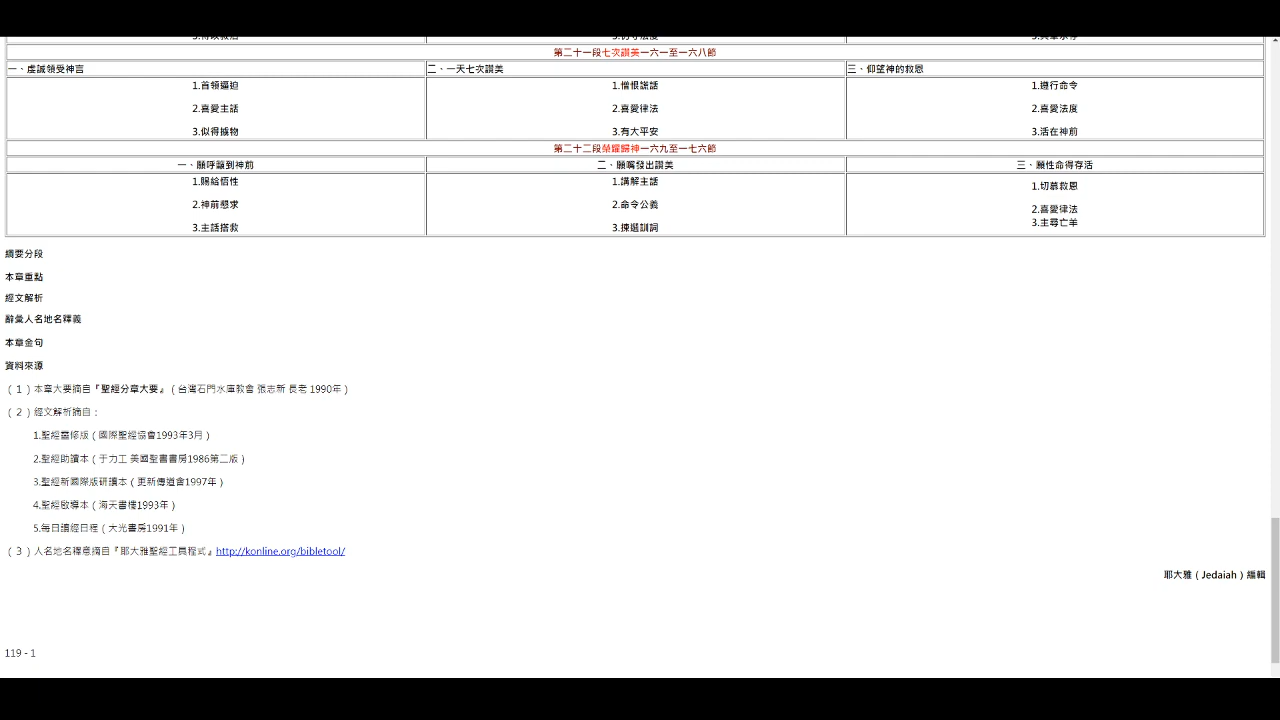 第二十一段七次讚美一六一至一六八節
一、虔誠領受神言
二、一天七次讚美
三、仰望神的救恩
1.首領逼迫
2.喜愛主話
3.似得擄物
1.憎恨謊話
2.喜愛律法
3.有大平安
1.遵行命令
2.喜愛法度
3.活在神前
第二十二段榮耀歸神一六九至一七六節
一、願呼籲到神前
二、願嘴發出讚美
三、願性命得存活
1.賜給悟性
2.神前懇求
3.主話搭救
1.講解主話
2.命令公義
3.揀選訓詞
1.切慕救恩
2.喜愛律法
3.主尋亡羊
綱要分段
本章重點
經文解析
辭彙人名地名釋義
本章金句
資料來源
（1）本章大要摘自『聖經分章大要』（台灣石門水庫教會 張志新 長老 1990年）
（2）經文解析摘自：
1.聖經靈修版（國際聖經協會1993年3月）
2.聖經助讀本（于力工 美國聖書書房1986第二版）
3.聖經新國際版研讀本（更新傳道會1997年）
4.聖經啟導本（海天書樓1993年）
5.每日讀經日程（大光書房1991年）
（3）人名地名釋意摘自『耶大雅聖經工具程式』http://konline.org/bibletool/
耶大雅（Jedaiah）編輯
119 - 1